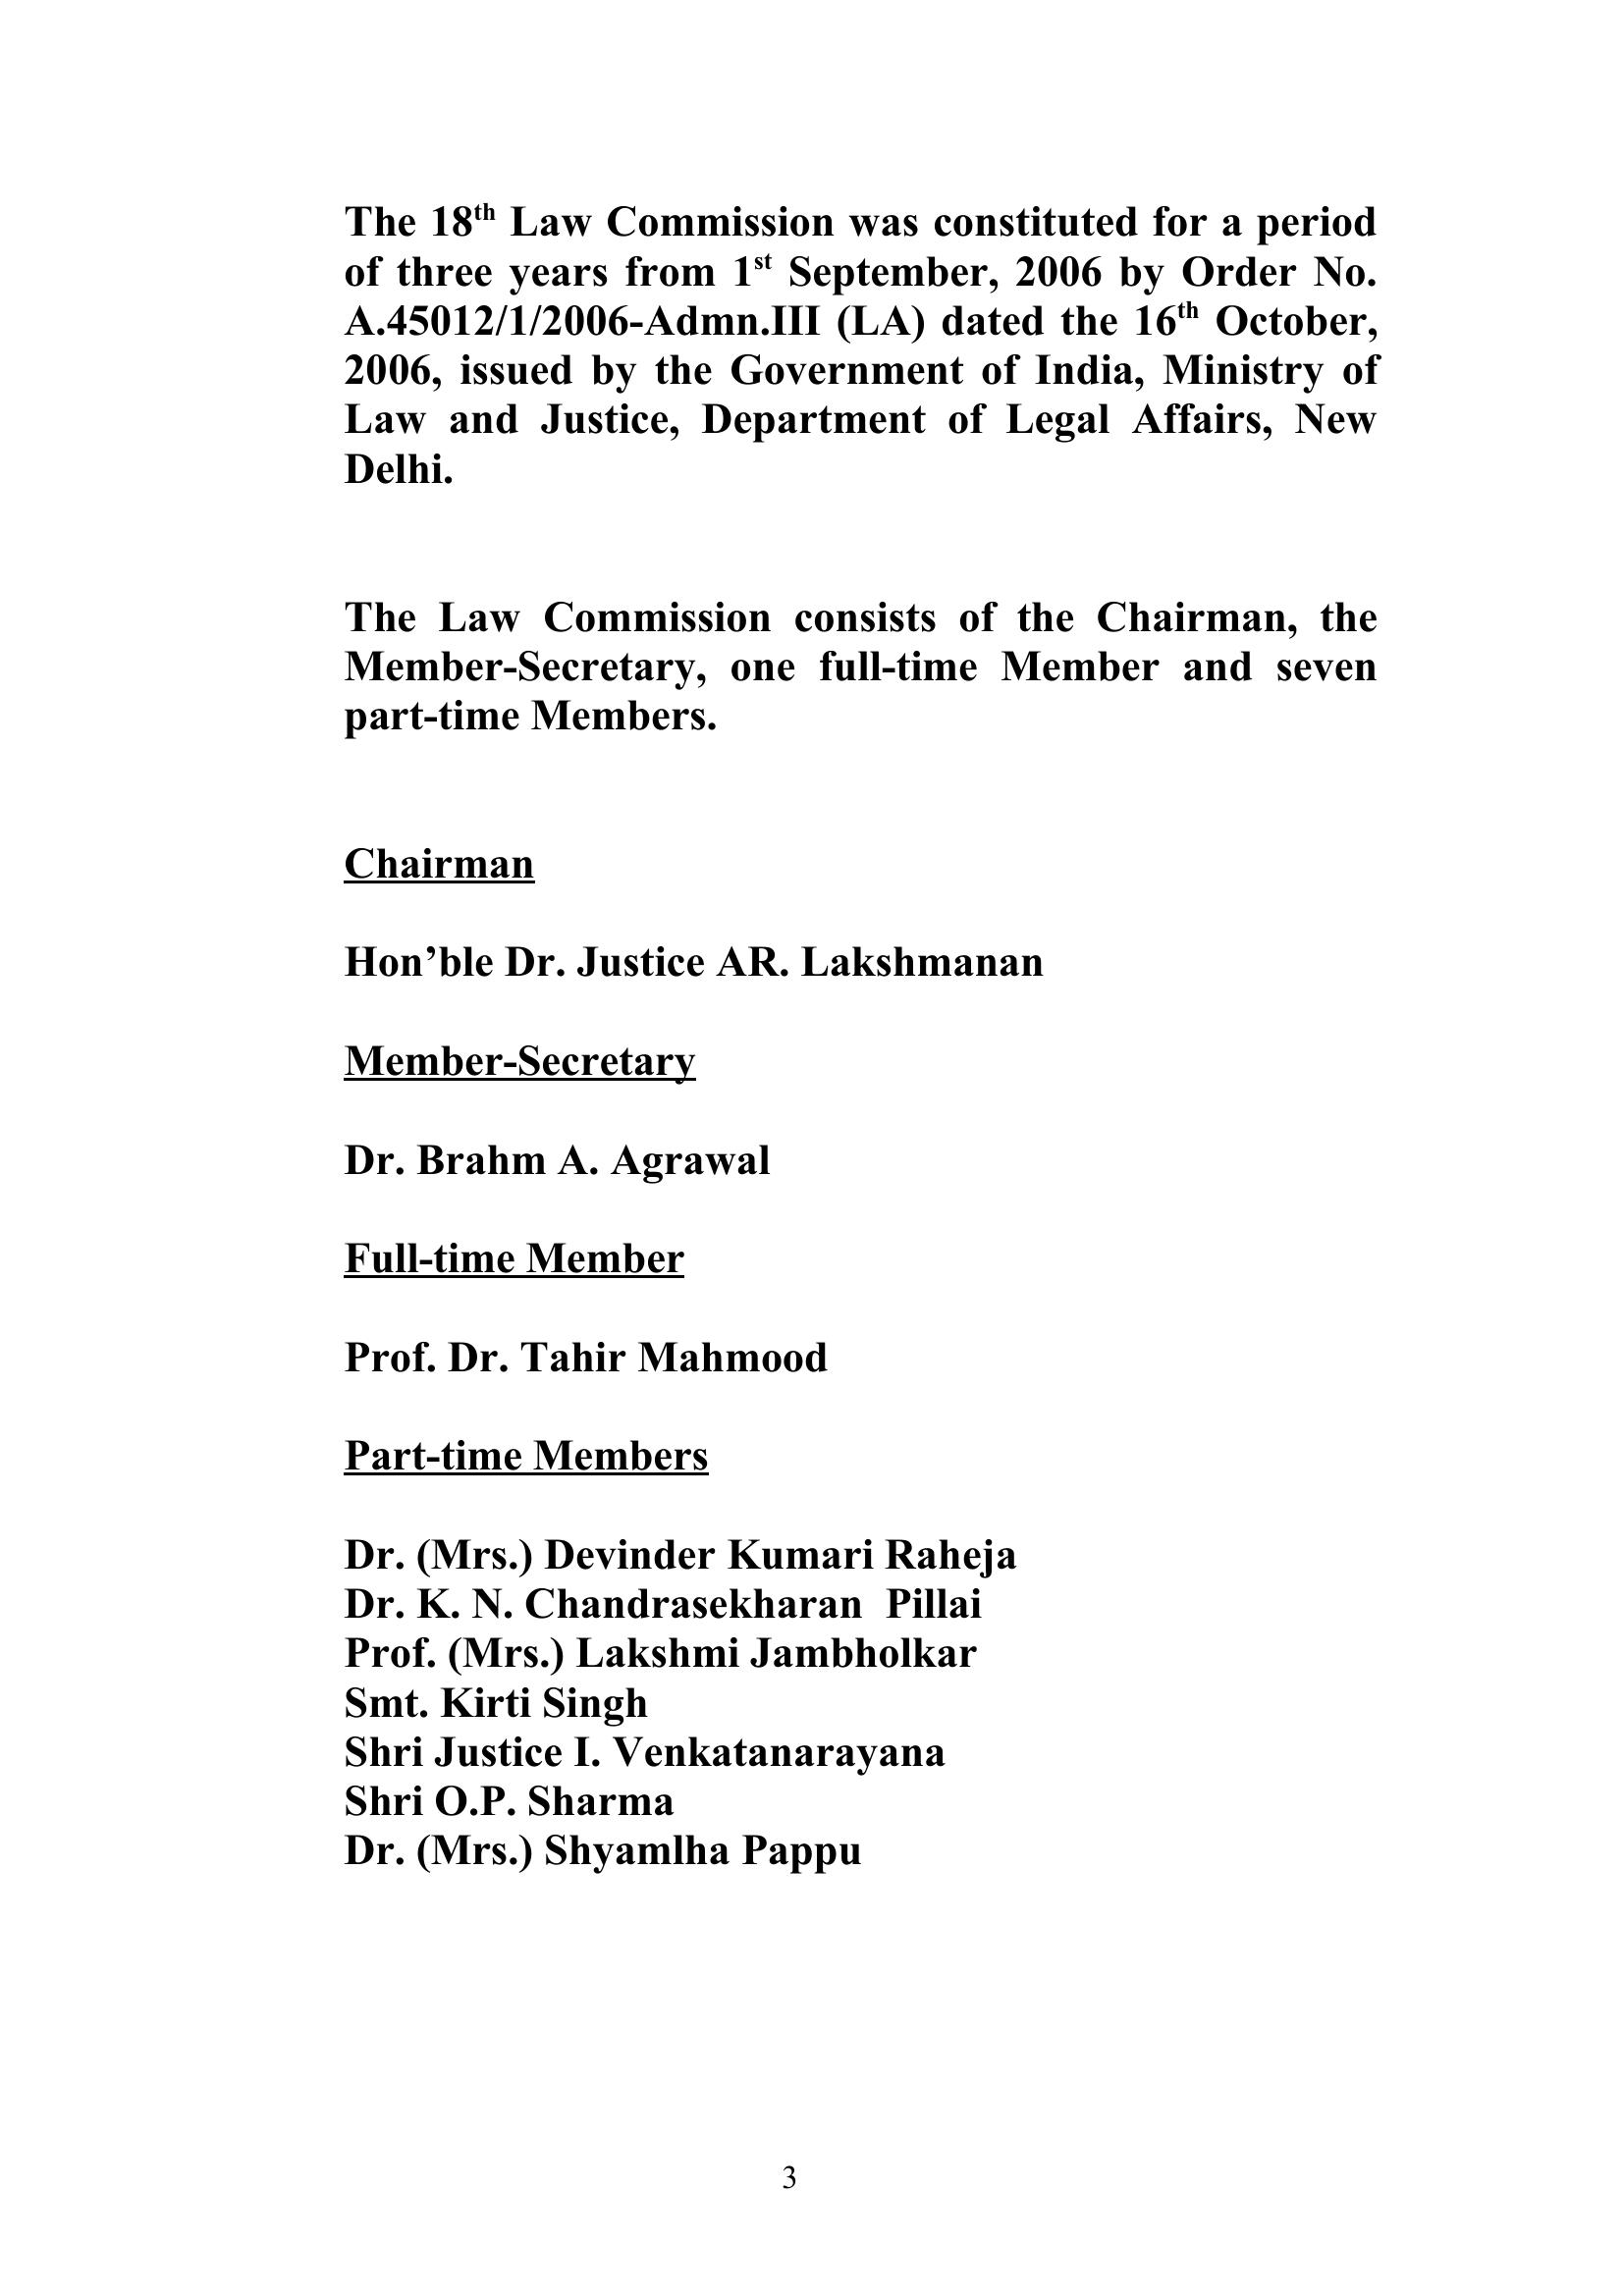 The 18th Law Commission was constituted for a period
of three years from 1st September, 2006 by Order No.
A.45012/1/2006-Admn.III (LA) dated the 16th October,
2006, issued by the Government of India, Ministry of
Law and Justice, Department of Legal Affairs, New
Delhi.
The Law Commission consists of the Chairman, the
Member-Secretary, one full-time Member and seven
part-time Members.
Chairman
Hon’ble Dr. Justice AR. Lakshmanan
Member-Secretary
Dr. Brahm A. Agrawal
Full-time Member
Prof. Dr. Tahir Mahmood
Part-time Members
Dr. (Mrs.) Devinder Kumari Raheja
Dr. K. N. Chandrasekharan  Pillai
Prof. (Mrs.) Lakshmi Jambholkar
Smt. Kirti Singh
Shri Justice I. Venkatanarayana
Shri O.P. Sharma
Dr. (Mrs.) Shyamlha Pappu
3